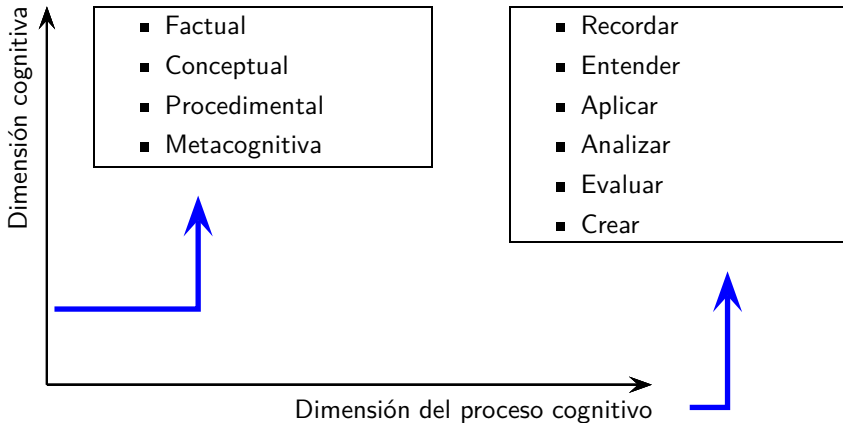 Dimensión cognitiva
Factual
Conceptual
Procedimental
Metacognitiva
Recordar
Entender
Aplicar
Analizar
Evaluar
Crear
Dimensión del proceso cognitivo